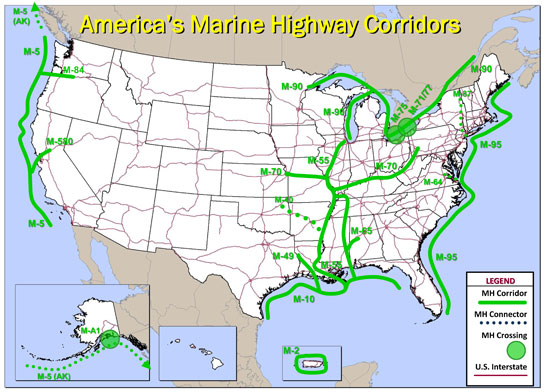 America's Marine Highway Corridors
M-5
(AK)
M-5
M-84
M-90
M-90
M-75
M-71/77
M-90
M-87
M-580
M-55
M-70
M-70
M-95
M-64
M-40
M-65
M-5
M-49
M-55
M-95
M-10
M-A1
M-5 (AK)
M-2
LEGEND
MH Corridor
MH Connector
MH Crossing
U.S. Interstate